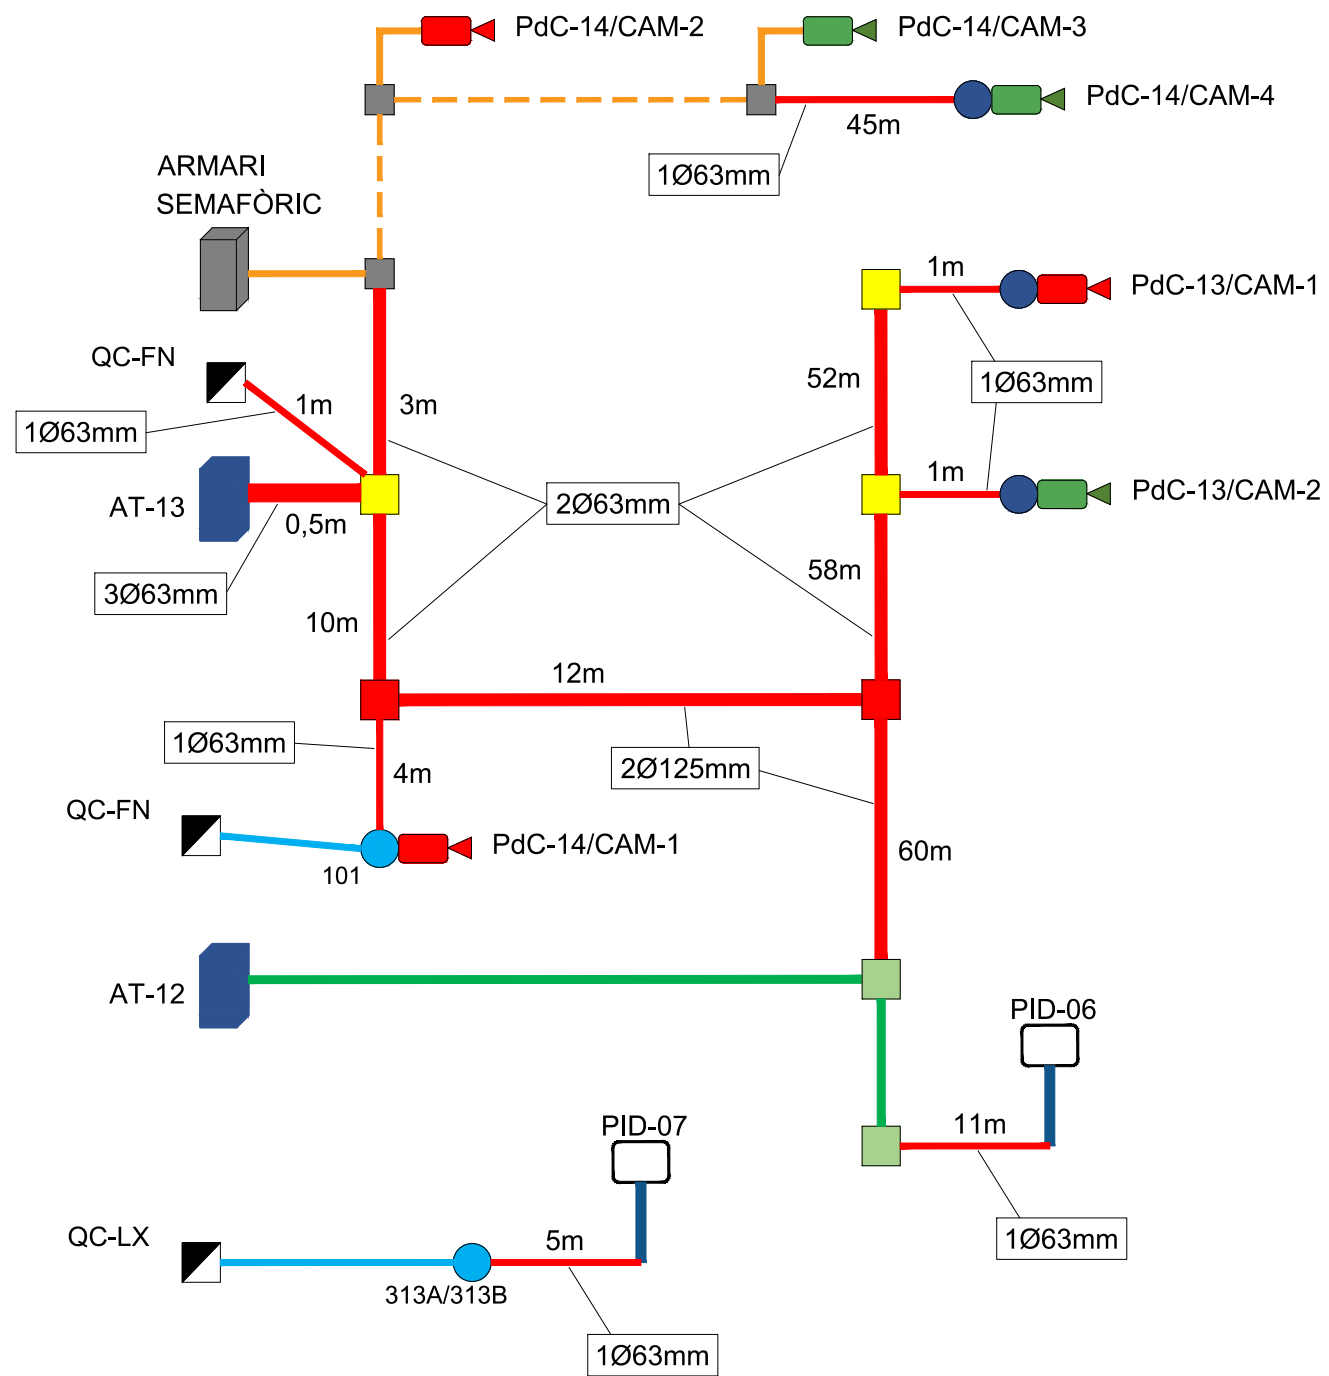 PdC-14/CAM-2
PdC-14/CAM-3
PdC-14/CAM-4
45m
1Ø63mm
ARMARI
SEMAFÒRIC
1m
PdC-13/CAM-1
QC-FN
1m
3m
52m
1Ø63mm
1Ø63mm
AT-13
0,5m
2Ø63mm
1m
PdC-13/CAM-2
3Ø63mm
58m
10m
12m
1Ø63mm
4m
2Ø125mm
QC-FN
PdC-14/CAM-1
101
60m
AT-12
PID-06
PID-07
11m
QC-LX
5m
1Ø63mm
313A/313B
1Ø63mm